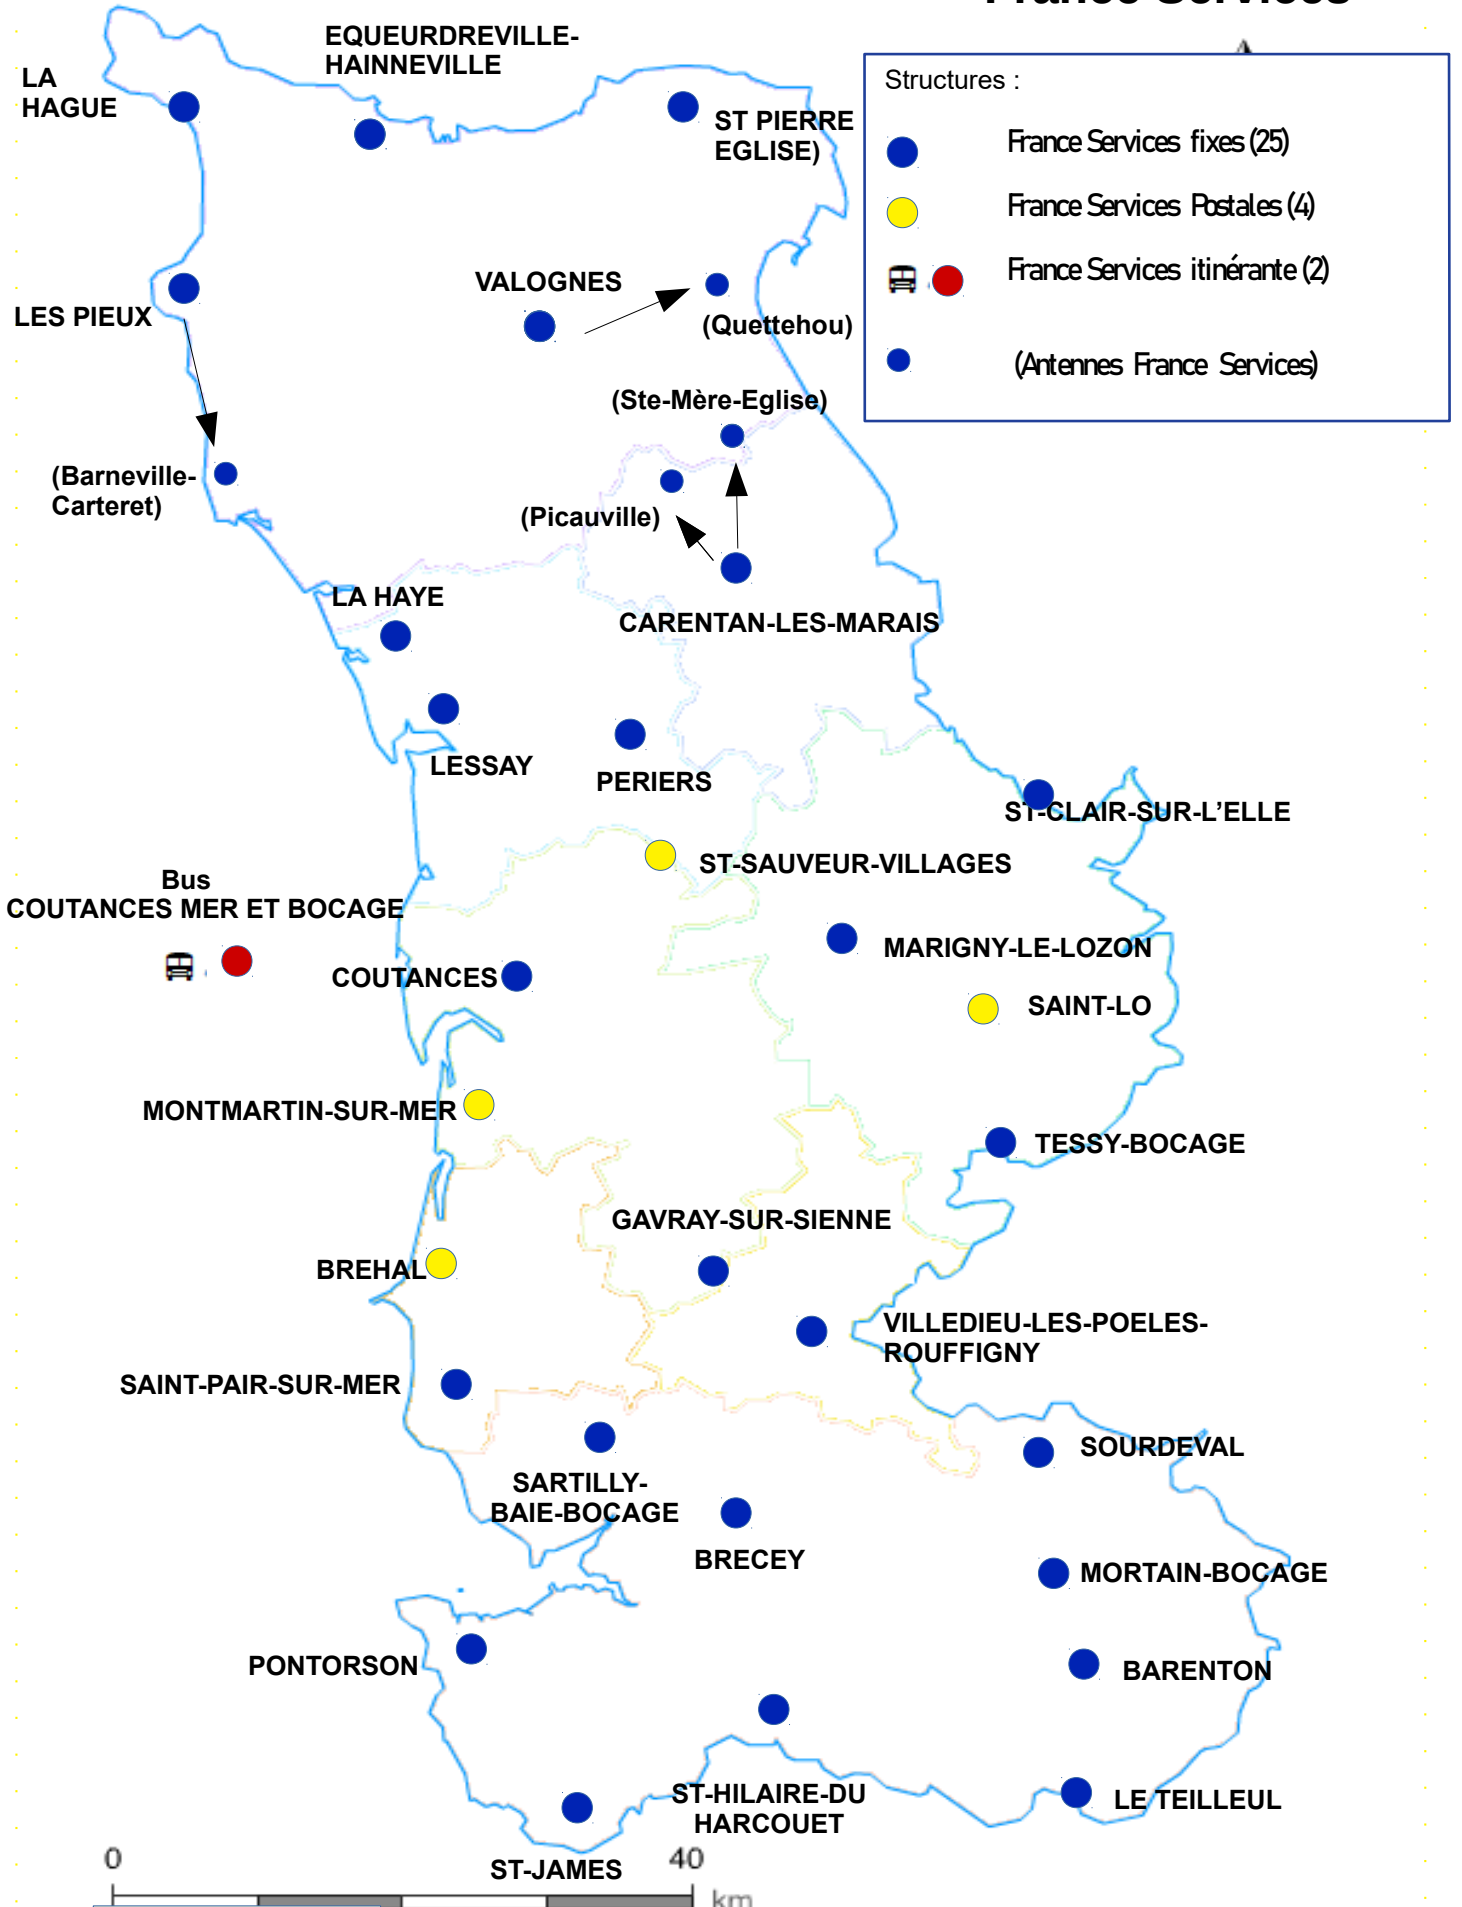 France Services
EQUEURDREVILLE-
HAINNEVILLE
LA
HAGUE
ST PIERRE
EGLISE)
Structures :
France Services fixes (25)
France Services Postales (4)
France Services itinérante (2)
(Antennes France Services)
VALOGNES
LES PIEUX
(Quettehou)
(Ste-Mère-Eglise)
(Barneville-
Carteret)
(Picauville)
LA HAYE
CARENTAN-LES-MARAIS
LESSAY
PERIERS
ST-CLAIR-SUR-L’ELLE
ST-SAUVEUR-VILLAGES
Bus
COUTANCES MER ET BOCAGE
MARIGNY-LE-LOZON
COUTANCES
SAINT-LO
MONTMARTIN-SUR-MER
TESSY-BOCAGE
GAVRAY-SUR-SIENNE
BREHAL
VILLEDIEU-LES-POELES-
ROUFFIGNY
SAINT-PAIR-SUR-MER
SOURDEVAL
SARTILLY-
BAIE-BOCAGE
BRECEY
MORTAIN-BOCAGE
PONTORSON
BARENTON
ST-HILAIRE-DU
HARCOUET
LE TEILLEUL
ST-JAMES
0
40
km